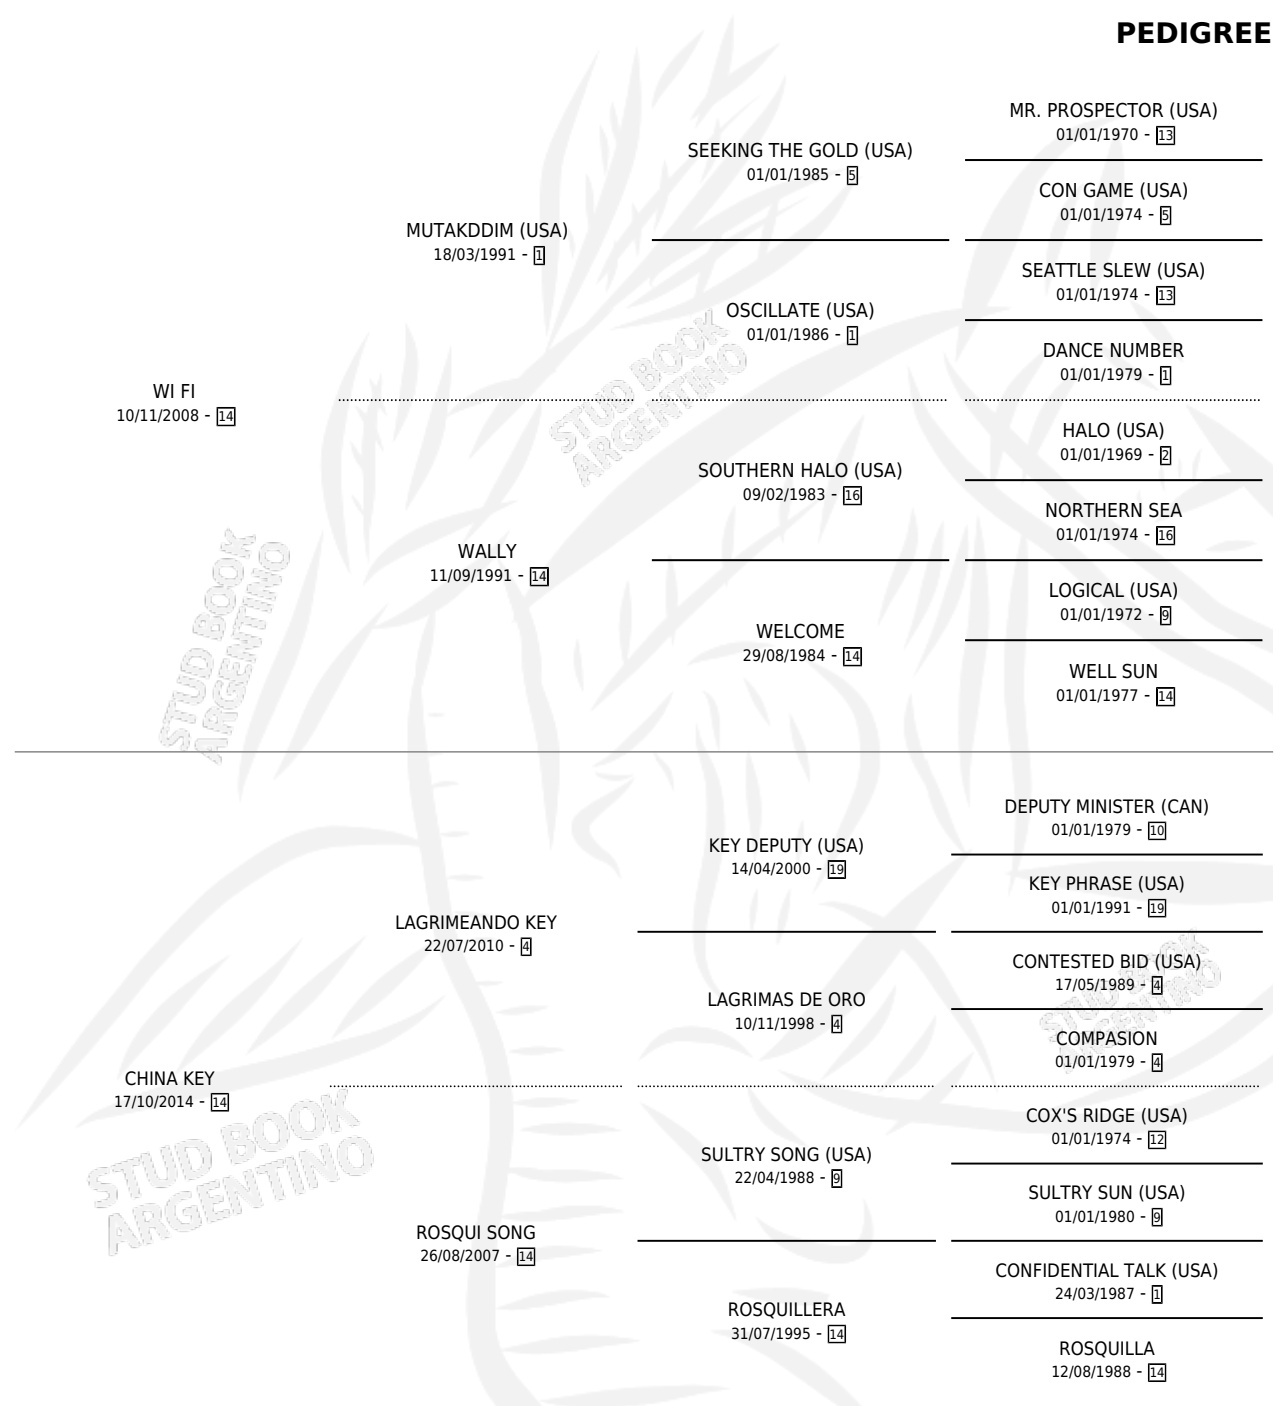 PEDIGREE
MR. PROSPECTOR (USA)
01/01/1970 - 13
SEEKING THE GOLD (USA)
01/01/1985 - 5
CON GAME (USA)
01/01/1974 - 5
MUTAKDDIM (USA)
18/03/1991 - 1
SEATTLE SLEW (USA)
01/01/1974 - 13
OSCILLATE (USA)
01/01/1986 - 1
DANCE NUMBER
01/01/1979 - 1
WI FI
10/11/2008 - 14
HALO (USA)
01/01/1969 - 2
SOUTHERN HALO (USA)
09/02/1983 - 16
NORTHERN SEA
01/01/1974 - 16
WALLY
11/09/1991 - 14
LOGICAL (USA)
01/01/1972 - 9
WELCOME
29/08/1984 - 14
WELL SUN
01/01/1977 - 14
DEPUTY MINISTER (CAN)
01/01/1979 - 10
KEY DEPUTY (USA)
14/04/2000 - 19
KEY PHRASE (USA)
01/01/1991 - 19
LAGRIMEANDO KEY
22/07/2010 - 4
CONTESTED BID (USA)
17/05/1989 - 4
LAGRIMAS DE ORO
10/11/1998 - 4
COMPASION
01/01/1979 - 4
CHINA KEY
17/10/2014 - 14
COX'S RIDGE (USA)
01/01/1974 - 12
SULTRY SONG (USA)
22/04/1988 - 9
SULTRY SUN (USA)
01/01/1980 - 9
ROSQUI SONG
26/08/2007 - 14
CONFIDENTIAL TALK (USA)
24/03/1987 - 1
ROSQUILLERA
31/07/1995 - 14
ROSQUILLA
12/08/1988 - 14
STUD BOOK
ARGENTINO
STUD BOOK
ARGENTINO
STUD BOOK
ARGENTINO
STUD BOOK
ARGENTINO